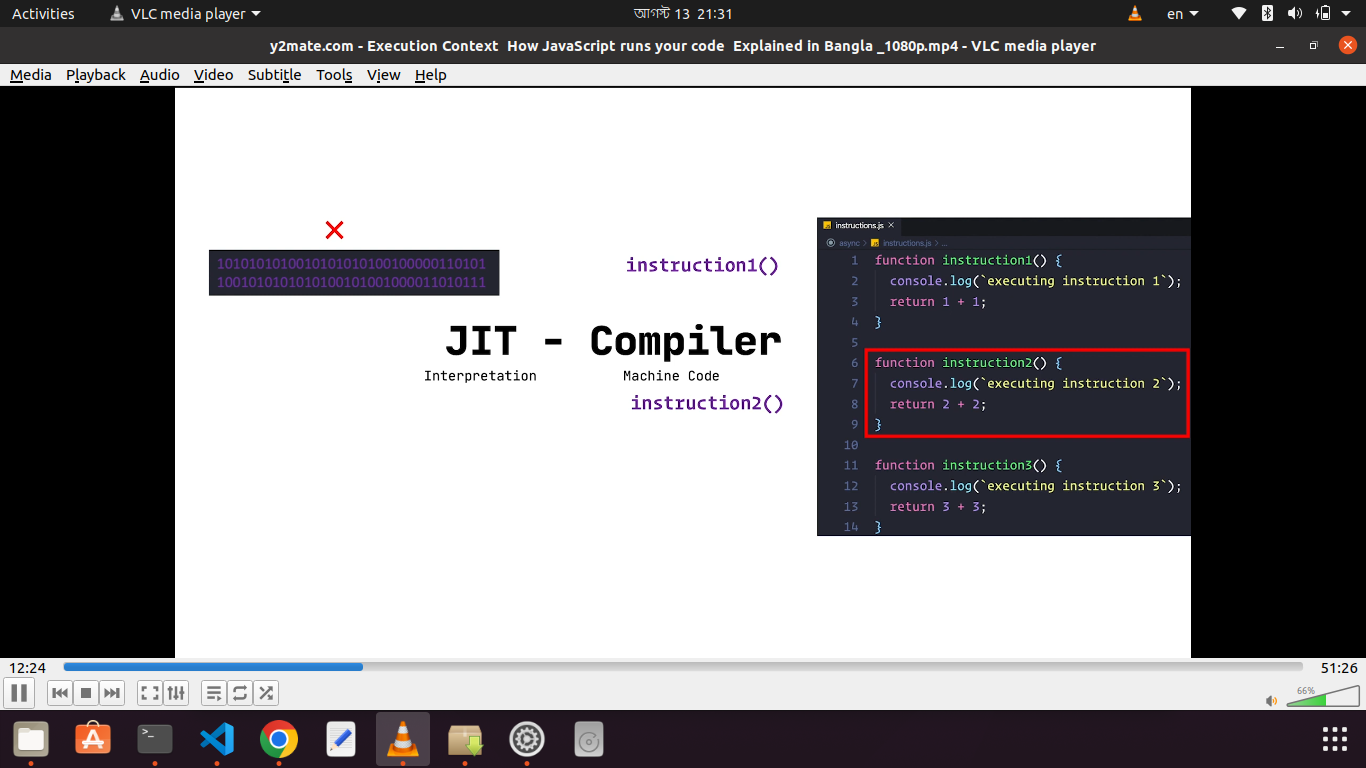 Activities VLC media player আগস্ট 13 21:31 en
y2mate.com - Execution Context How JavaScript runs your code Explained in Bangla _1080p.mp4 - VLC media player
Media Playback Audio Video Subtitle Tools View Help
1010101010010101010100100000110101
1001010101010100101001000011010111
instruction1()
JIT - Compiler
Interpretation Machine Code
instruction2()
instructions.js
async > instructions.js > ...
1 function instruction1() {
2 console.log(`executing instruction 1`);
3 return 1 + 1;
4 }
5
6 function instruction2() {
7 console.log(`executing instruction 2`);
8 return 2 + 2;
9 }
10
11 function instruction3() {
12 console.log(`executing instruction 3`);
13 return 3 + 3;
14 }
12:24 51:26
66%